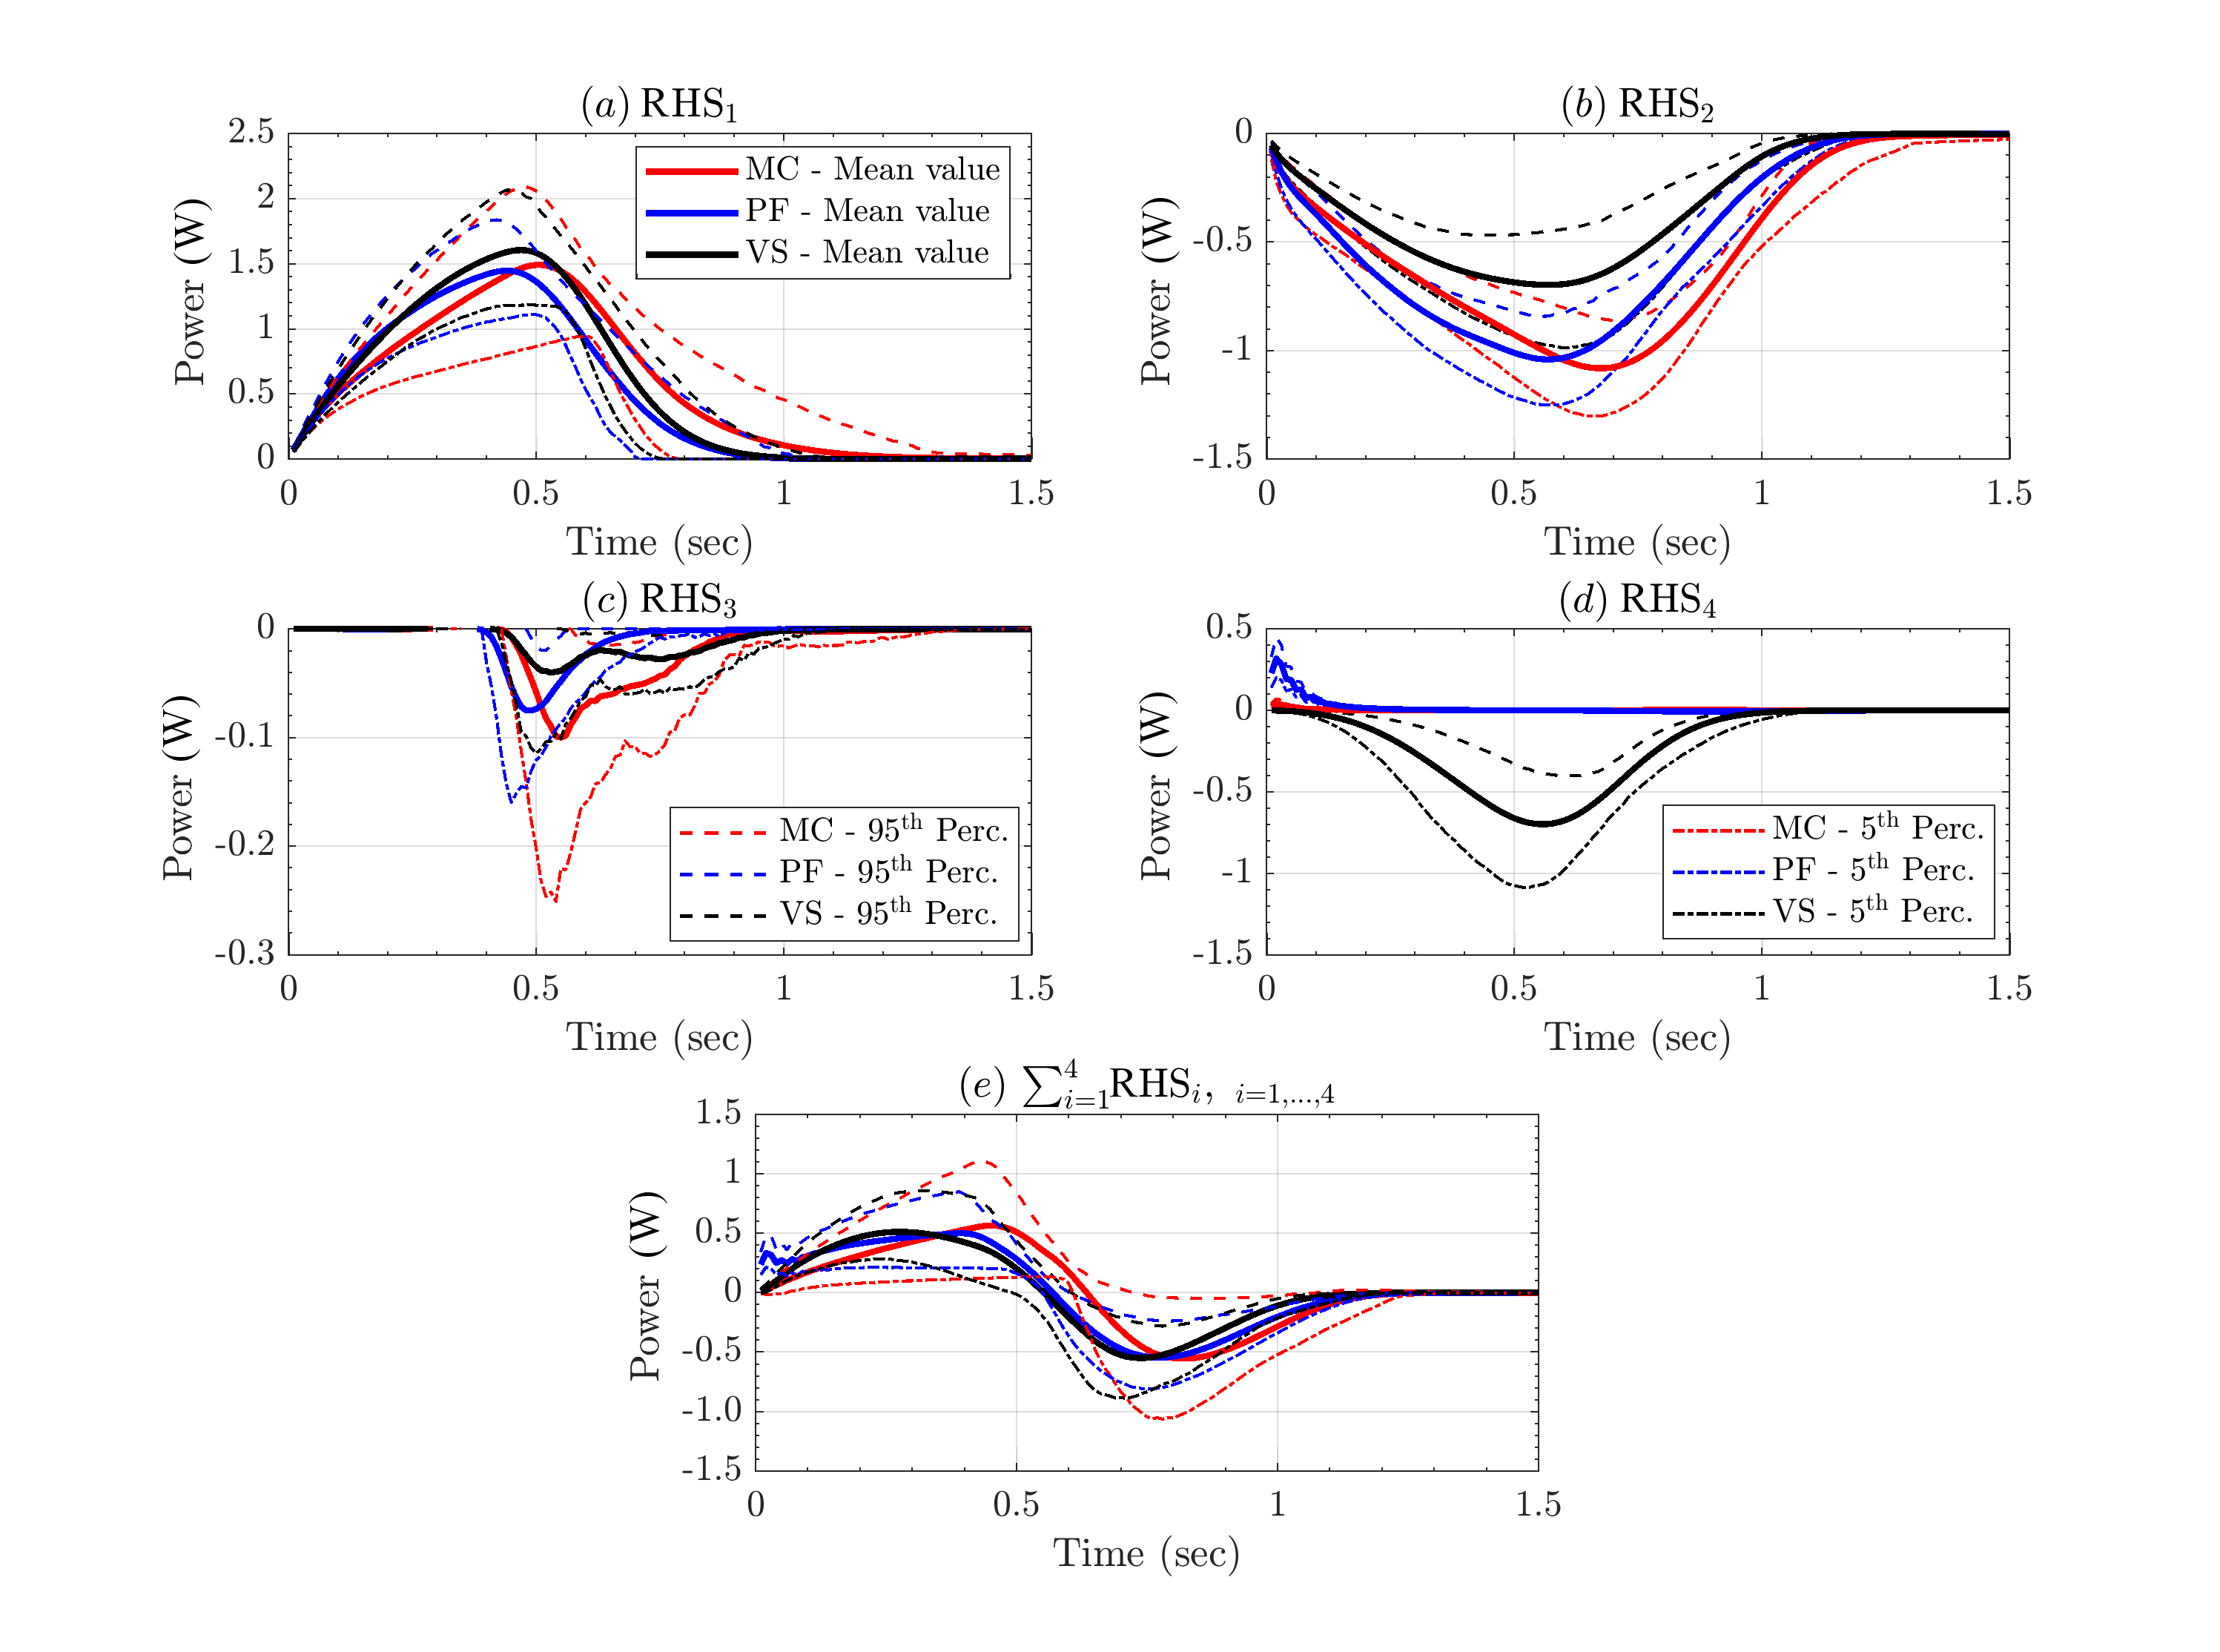 (a) RHS₁
2.5
2
1.5
1
0.5
0
Power (W)
MC - Mean value
PF - Mean value
VS - Mean value
0 0.5 1 1.5
Time (sec)
(b) RHS₂
0
-0.5
-1
-1.5
Power (W)
0 0.5 1 1.5
Time (sec)
(c) RHS₃
0
-0.1
-0.2
-0.3
Power (W)
MC - 95ᵗʰ Perc.
PF - 95ᵗʰ Perc.
VS - 95ᵗʰ Perc.
0 0.5 1 1.5
Time (sec)
(d) RHS₄
0.5
0
-0.5
-1
-1.5
Power (W)
MC - 5ᵗʰ Perc.
PF - 5ᵗʰ Perc.
VS - 5ᵗʰ Perc.
0 0.5 1 1.5
Time (sec)
(e) ∑⁴ᵢ₌₁RHSᵢ, i=1,...,4
1.5
1
0.5
0
-0.5
-1.0
-1.5
Power (W)
0 0.5 1 1.5
Time (sec)